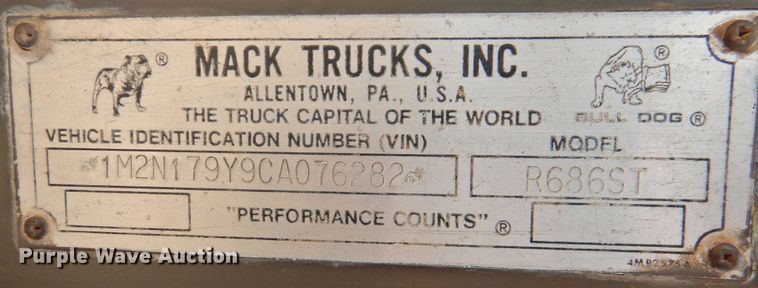 MACK TRUCKS, INC.
ALLENTOWN, PA., U.S.A.
THE TRUCK CAPITAL OF THE WORLD
BULL DOG ®
VEHICLE IDENTIFICATION NUMBER (VIN)
MODEL
1M2N179Y9CA076282
R686ST
"PERFORMANCE COUNTS" ®
Purple Wave Auction